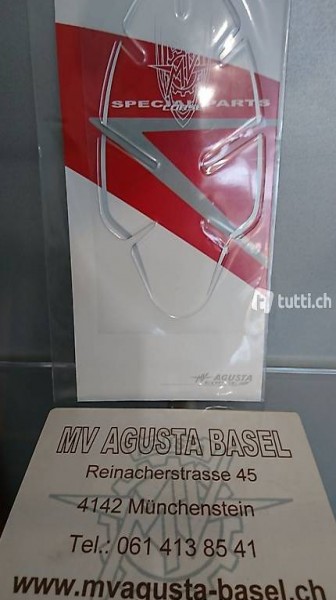 SPECIAL PARTS
CORSE
tutti.ch
AGUSTA
MV AGUSTA BASEL
Reinacherstrasse 45
4142 Münchenstein
Tel.: 061 413 85 41
www.mvagusta-basel.ch